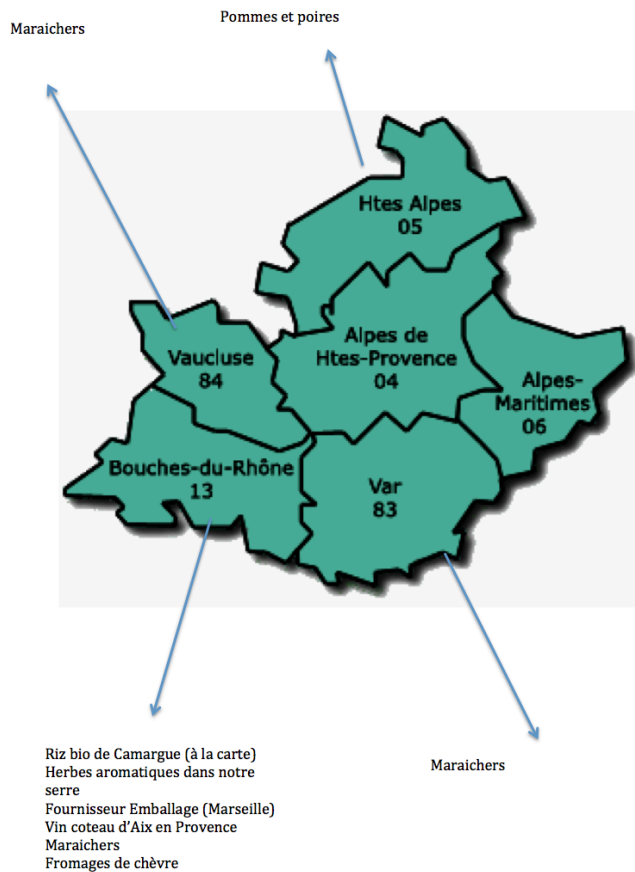 Pommes et poires
Maraichers
Htes Alpes
05
Alpes de
Htes-Provence
04
Vaucluse
84
Alpes-
Maritimes
06
Bouches-du-Rhône
13
Var
83
Riz bio de Camargue (à la carte)
Herbes aromatiques dans notre
serre
Fournisseur Emballage (Marseille)
Vin coteau d'Aix en Provence
Maraichers
Fromages de chèvre
Maraichers